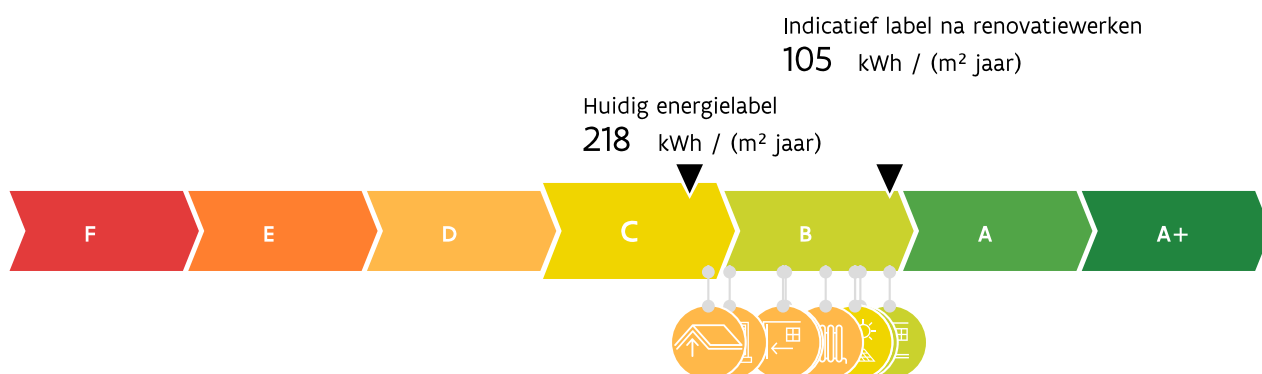 Indicatief label na renovatiewerken
105 kWh / (m² jaar)
Huidig energielabel
218 kWh / (m² jaar)
F E D C B A A+